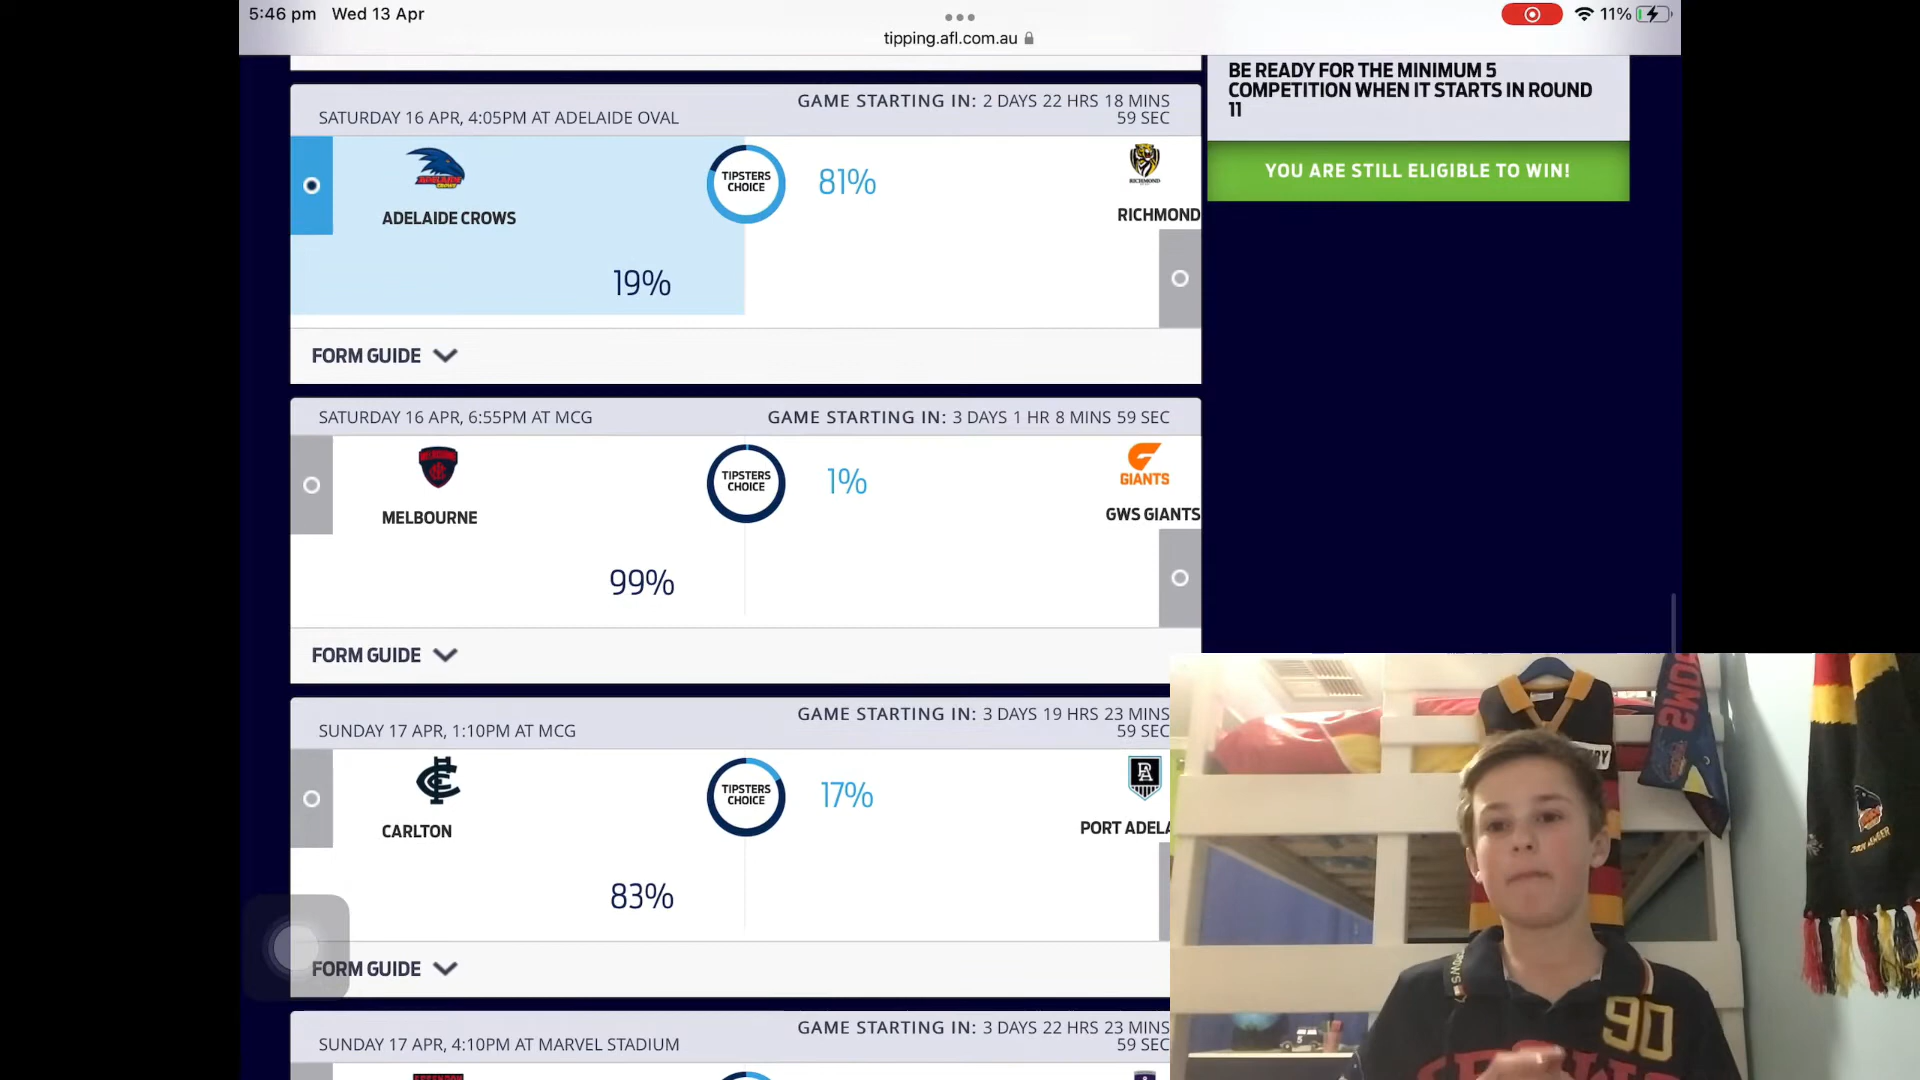 5:46 pm Wed 13 Apr
11%
tipping.afl.com.au
SATURDAY 16 APR, 4:05PM AT ADELAIDE OVAL
GAME STARTING IN: 2 DAYS 22 HRS 18 MINS
59 SEC
ADELAIDE CROWS
19%
TIPSTERS
CHOICE
81%
RICHMOND
RICHMOND
FORM GUIDE
SATURDAY 16 APR, 6:55PM AT MCG
GAME STARTING IN: 3 DAYS 1 HR 8 MINS 59 SEC
MELBOURNE
99%
TIPSTERS
CHOICE
1%
GIANTS
GWS GIANTS
FORM GUIDE
SUNDAY 17 APR, 1:10PM AT MCG
GAME STARTING IN: 3 DAYS 19 HRS 23 MINS
59 SEC
CARLTON
83%
TIPSTERS
CHOICE
17%
PA
PORT ADELA
FORM GUIDE
SUNDAY 17 APR, 4:10PM AT MARVEL STADIUM
GAME STARTING IN: 3 DAYS 22 HRS 23 MINS
59 SEC
BE READY FOR THE MINIMUM 5
COMPETITION WHEN IT STARTS IN ROUND
11
YOU ARE STILL ELIGIBLE TO WIN!
90